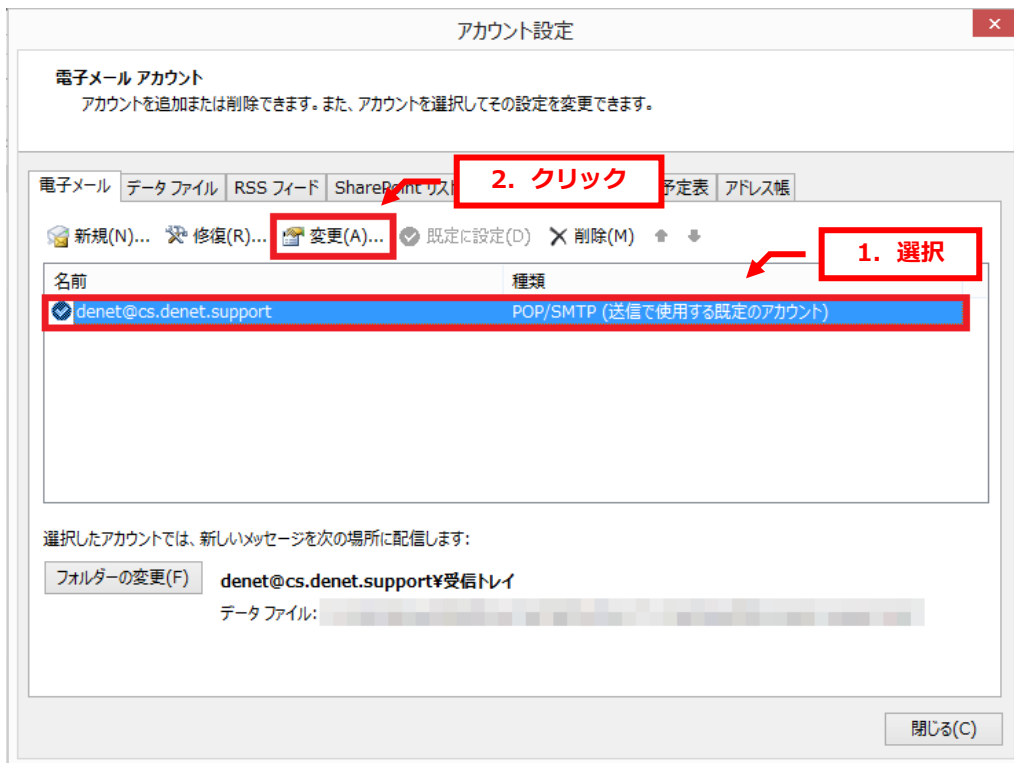 アカウント設定
電子メール アカウント
アカウントを追加または削除できます。また、アカウントを選択してその設定を変更できます。
電子メール データ ファイル RSS フィード SharePoint リスト 2. クリック 予定表 アドレス帳
新規(N)... 修復(R)... 変更(A)... 既定に設定(D) 削除(M)
1. 選択
名前 種類
denet@cs.denet.support POP/SMTP (送信で使用する既定のアカウント)
選択したアカウントでは、新しいメッセージを次の場所に配信します:
フォルダーの変更(F) denet@cs.denet.support¥受信トレイ
データ ファイル:
閉じる(C)